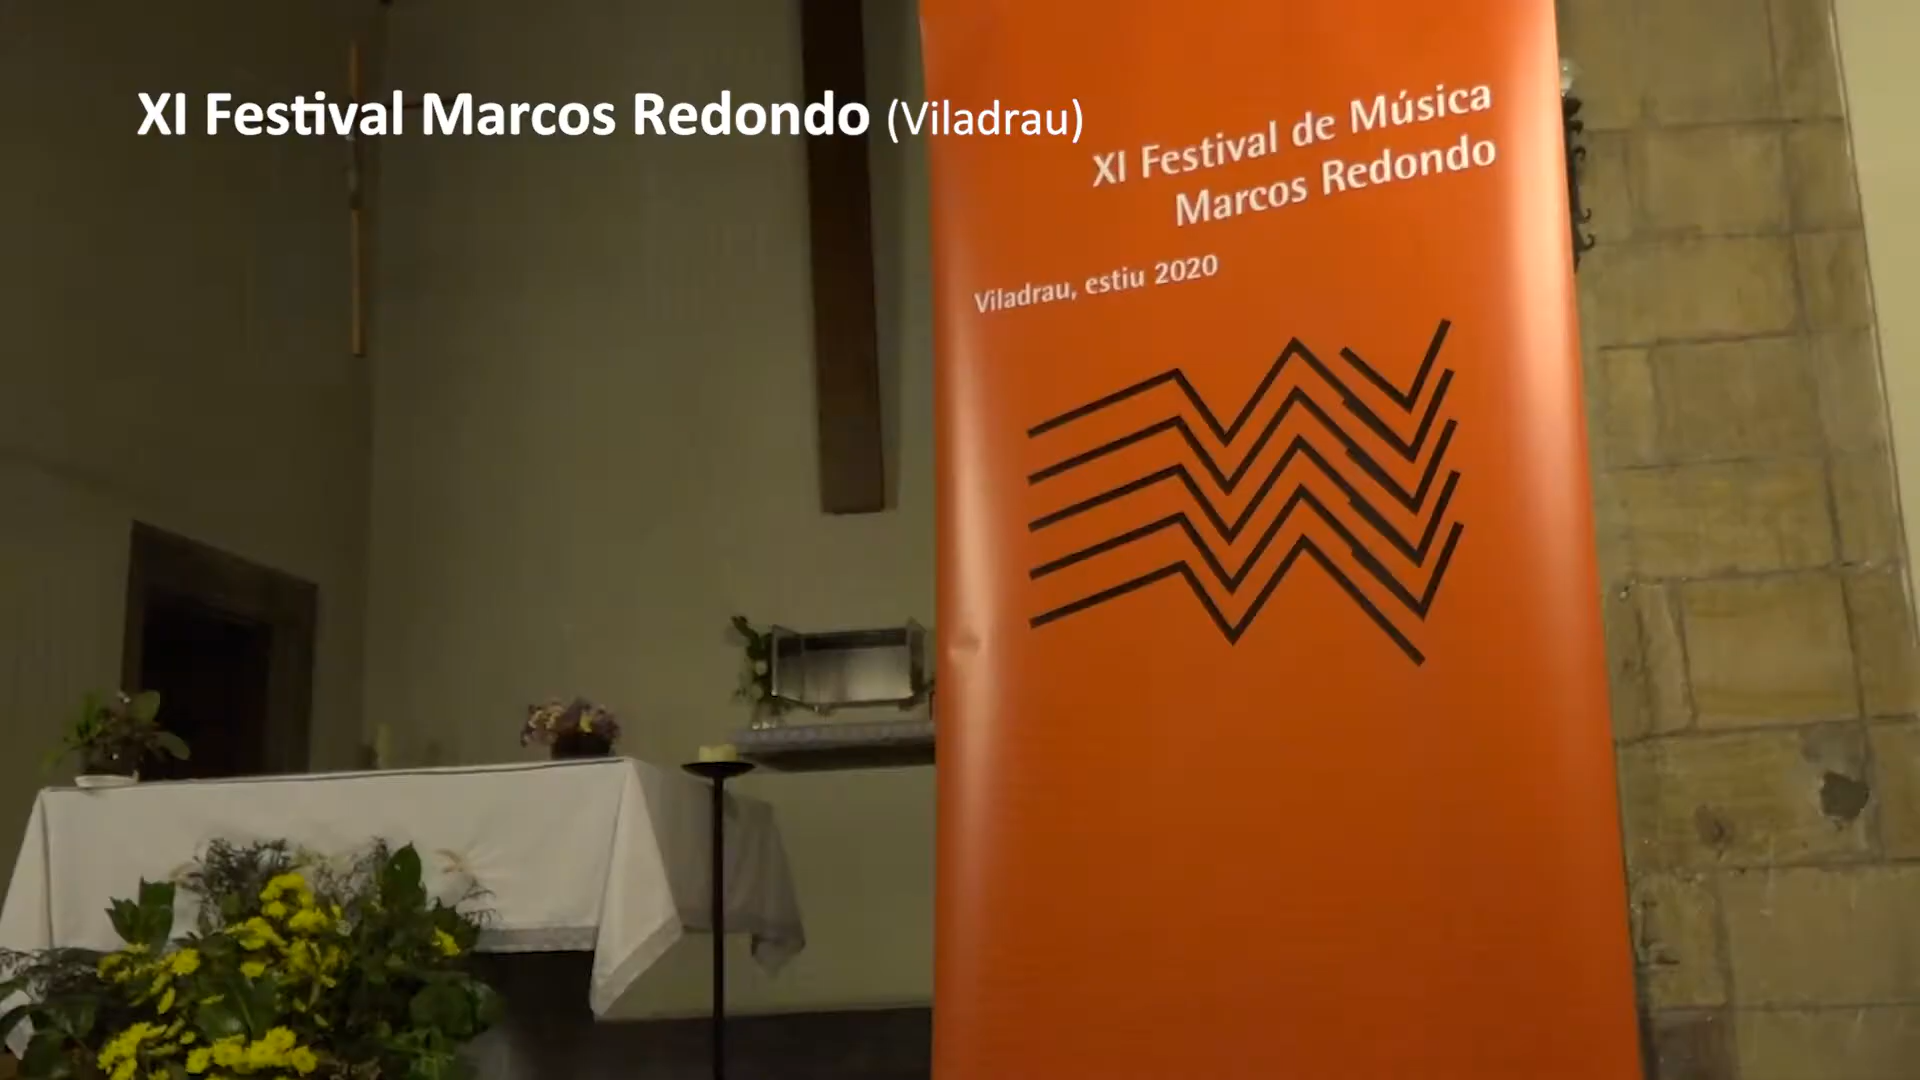 XI Festival Marcos Redondo (Viladrau)
XI Festival de Música
Marcos Redondo
Viladrau, estiu 2020